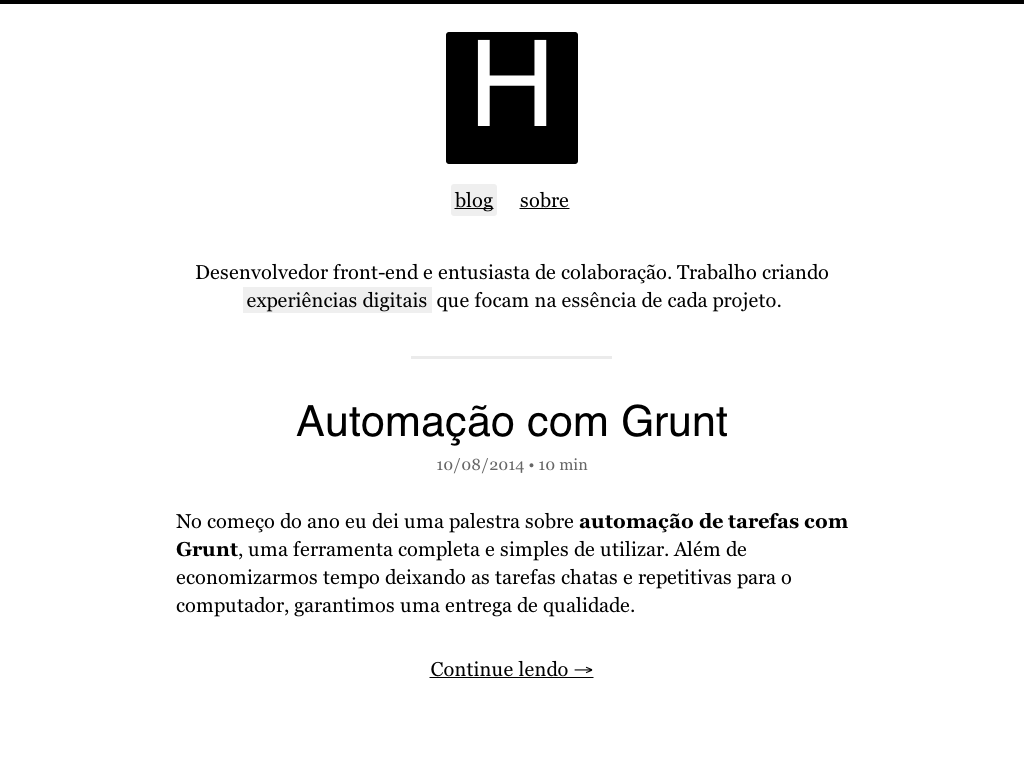 H
blog sobre
Desenvolvedor front-end e entusiasta de colaboração. Trabalho criando
experiências digitais que focam na essência de cada projeto.
Automação com Grunt
10/08/2014 • 10 min
No começo do ano eu dei uma palestra sobre automação de tarefas com
Grunt, uma ferramenta completa e simples de utilizar. Além de
economizarmos tempo deixando as tarefas chatas e repetitivas para o
computador, garantimos uma entrega de qualidade.
Continue lendo →